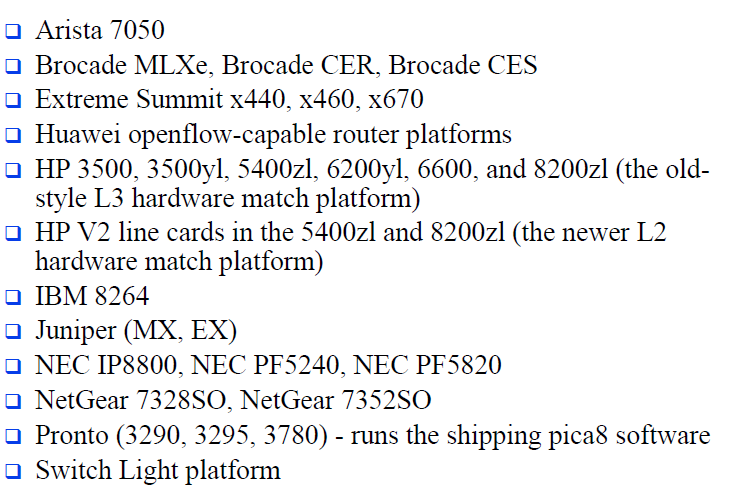 Arista 7050
Brocade MLXe, Brocade CER, Brocade CES
Extreme Summit x440, x460, x670
Huawei openflow-capable router platforms
HP 3500, 3500yl, 5400zl, 6200yl, 6600, and 8200zl (the old-
style L3 hardware match platform)
HP V2 line cards in the 5400zl and 8200zl (the newer L2
hardware match platform)
IBM 8264
Juniper (MX, EX)
NEC IP8800, NEC PF5240, NEC PF5820
NetGear 7328SO, NetGear 7352SO
Pronto (3290, 3295, 3780) - runs the shipping pica8 software
Switch Light platform